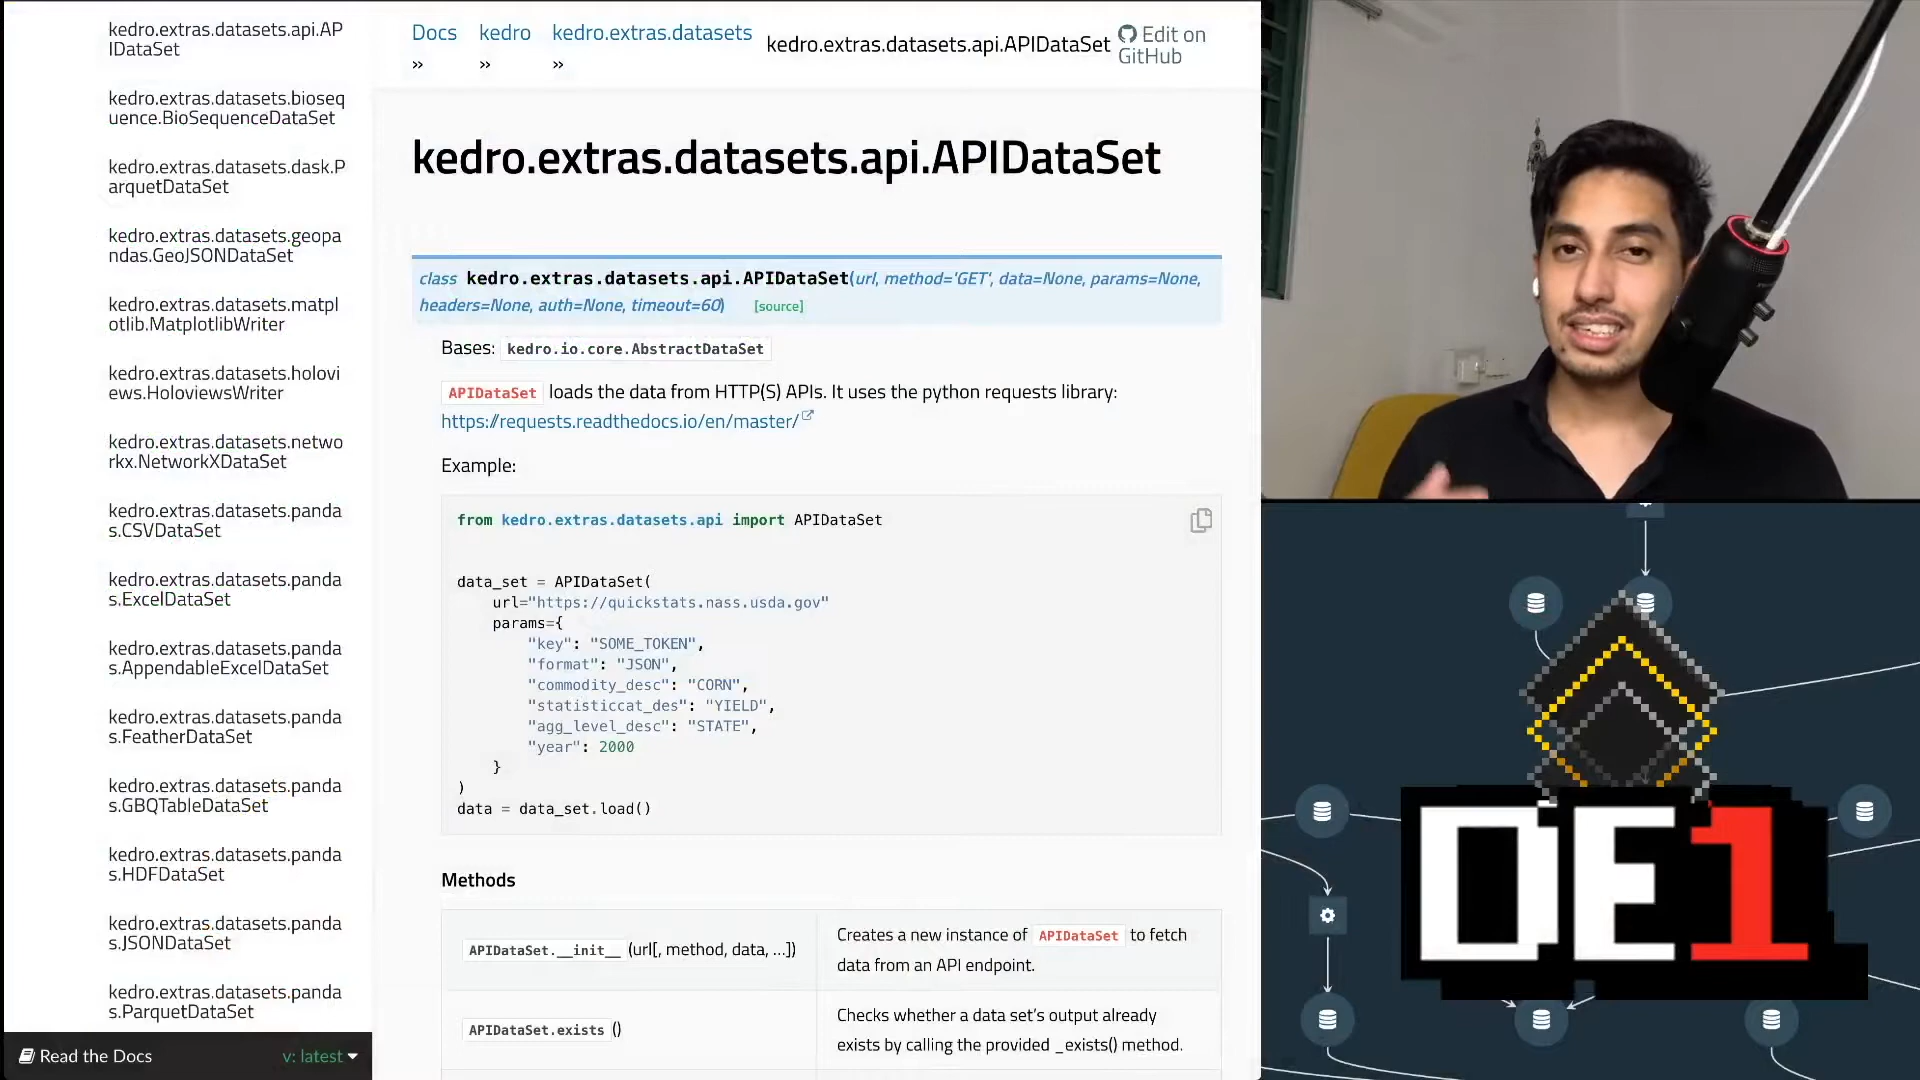 kedro.extras.datasets.api.AP
IDataSet
kedro.extras.datasets.bioseq
uence.BioSequenceDataSet
kedro.extras.datasets.dask.P
arquetDataSet
kedro.extras.datasets.geopa
ndas.GeoJSONDataSet
kedro.extras.datasets.matpl
otlib.MatplotlibWriter
kedro.extras.datasets.holovi
ews.HoloviewsWriter
kedro.extras.datasets.netwo
rkx.NetworkXDataSet
kedro.extras.datasets.panda
s.CSVDataSet
kedro.extras.datasets.panda
s.ExcelDataSet
kedro.extras.datasets.panda
s.AppendableExcelDataSet
kedro.extras.datasets.panda
s.FeatherDataSet
kedro.extras.datasets.panda
s.GBQTableDataSet
kedro.extras.datasets.panda
s.HDFDataSet
kedro.extras.datasets.panda
s.JSONDataSet
kedro.extras.datasets.panda
s.ParquetDataSet
Read the Docs v: latest
Docs » kedro » kedro.extras.datasets » kedro.extras.datasets.api.APIDataSet
Edit on
GitHub
kedro.extras.datasets.api.APIDataSet
class kedro.extras.datasets.api.APIDataSet(url, method='GET', data=None, params=None,
headers=None, auth=None, timeout=60) [source]
Bases: kedro.io.core.AbstractDataSet
APIDataSet loads the data from HTTP(S) APIs. It uses the python requests library:
https://requests.readthedocs.io/en/master/
Example:
from kedro.extras.datasets.api import APIDataSet
data_set = APIDataSet(
url="https://quickstats.nass.usda.gov"
params={
"key": "SOME_TOKEN",
"format": "JSON",
"commodity_desc": "CORN",
"statisticcat_des": "YIELD",
"agg_level_desc": "STATE",
"year": 2000
}
)
data = data_set.load()
Methods
APIDataSet.__init__ (url[, method, data, …]) Creates a new instance of APIDataSet to fetch
data from an API endpoint.
APIDataSet.exists () Checks whether a data set’s output already
exists by calling the provided _exists() method.
DE1